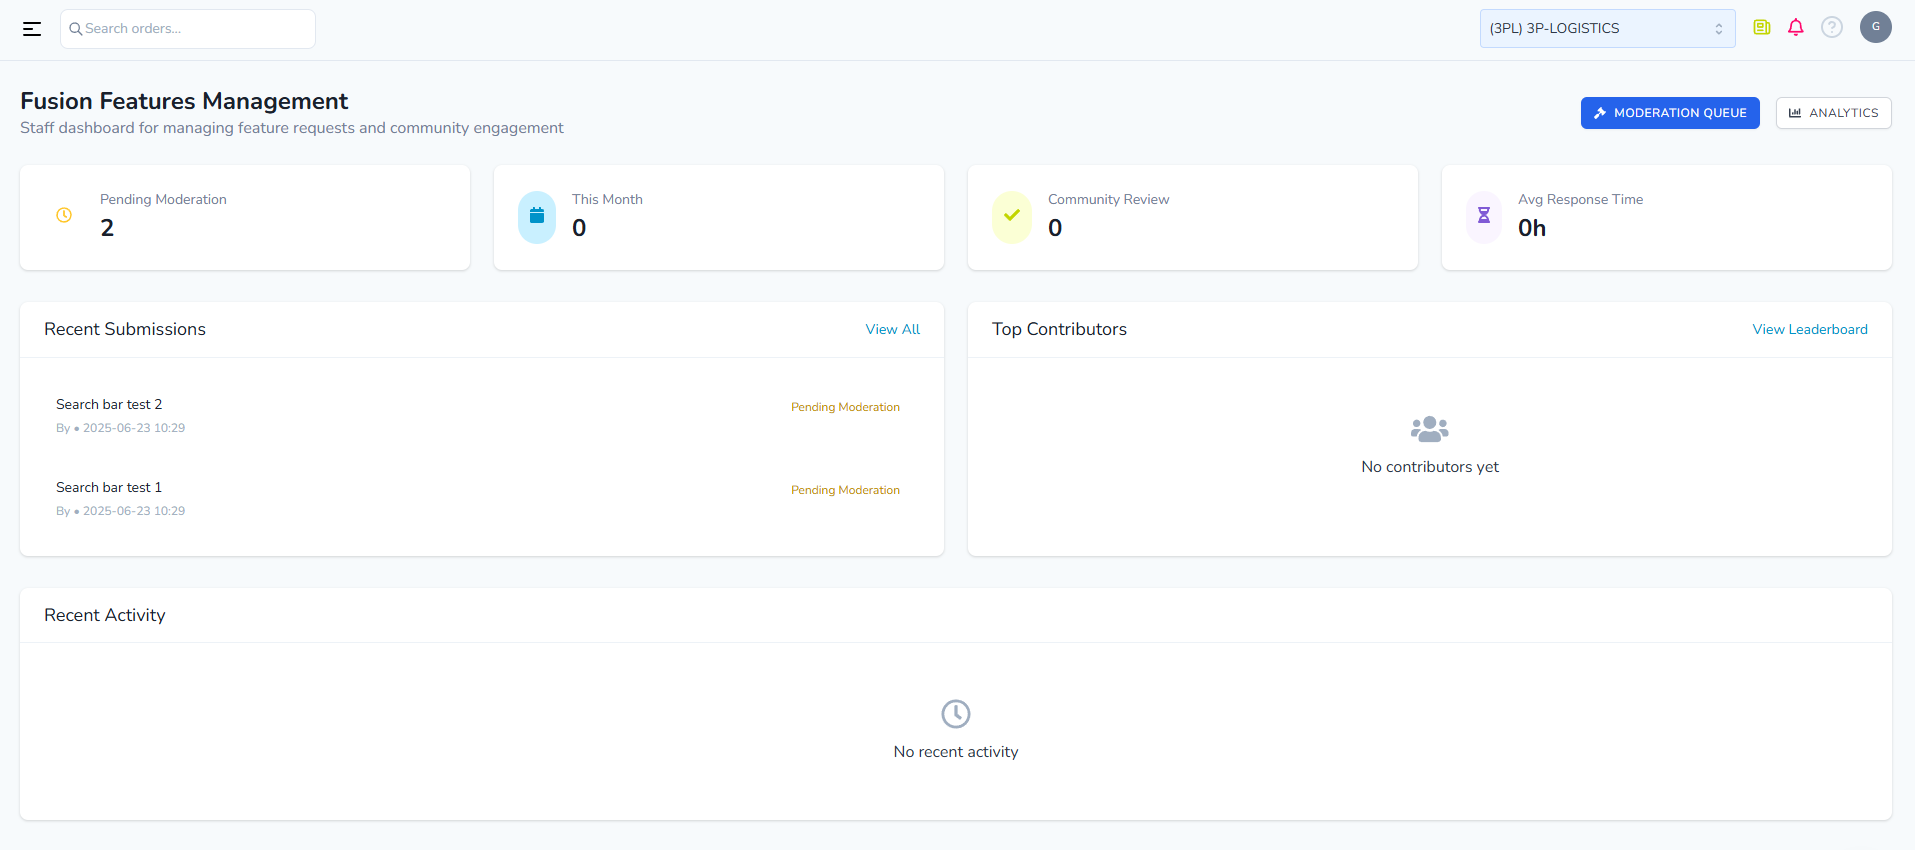 Search orders...
(3PL) 3P-LOGISTICS
G
Fusion Features Management
Staff dashboard for managing feature requests and community engagement
MODERATION QUEUE
ANALYTICS
Pending Moderation
2
This Month
0
Community Review
0
Avg Response Time
0h
Recent Submissions
View All
Search bar test 2
Pending Moderation
By • 2025-06-23 10:29
Search bar test 1
Pending Moderation
By • 2025-06-23 10:29
Top Contributors
View Leaderboard
No contributors yet
Recent Activity
No recent activity